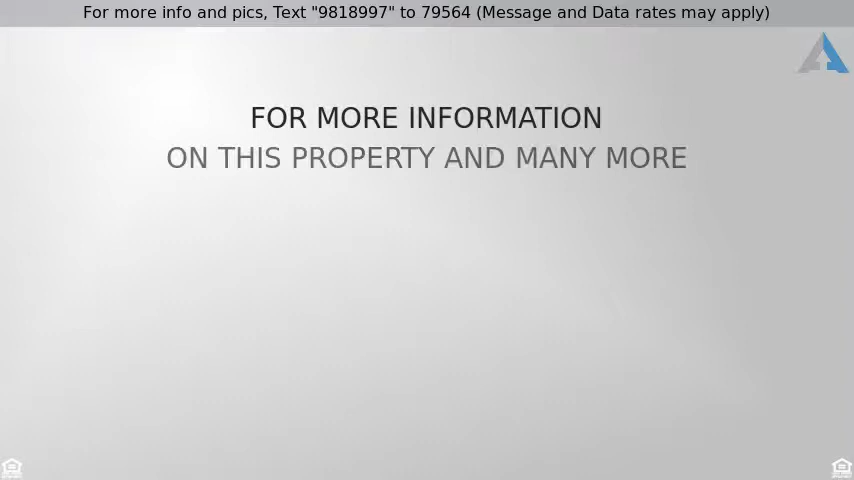 For more info and pics, Text "9818997" to 79564 (Message and Data rates may apply)
FOR MORE INFORMATION
ON THIS PROPERTY AND MANY MORE